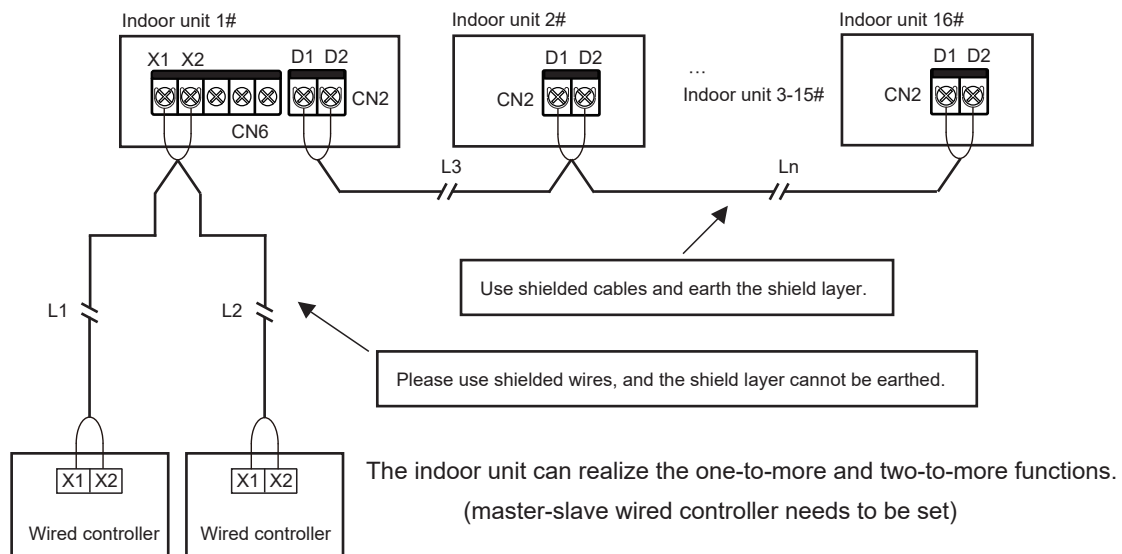 Indoor unit 1#
Indoor unit 2#
Indoor unit 16#
X1 X2
D1 D2
CN2
CN6
D1 D2
CN2
...
Indoor unit 3-15#
D1 D2
CN2
L3
Ln
Use shielded cables and earth the shield layer.
L1
L2
Please use shielded wires, and the shield layer cannot be earthed.
X1 X2
Wired controller
X1 X2
Wired controller
The indoor unit can realize the one-to-more and two-to-more functions.
(master-slave wired controller needs to be set)